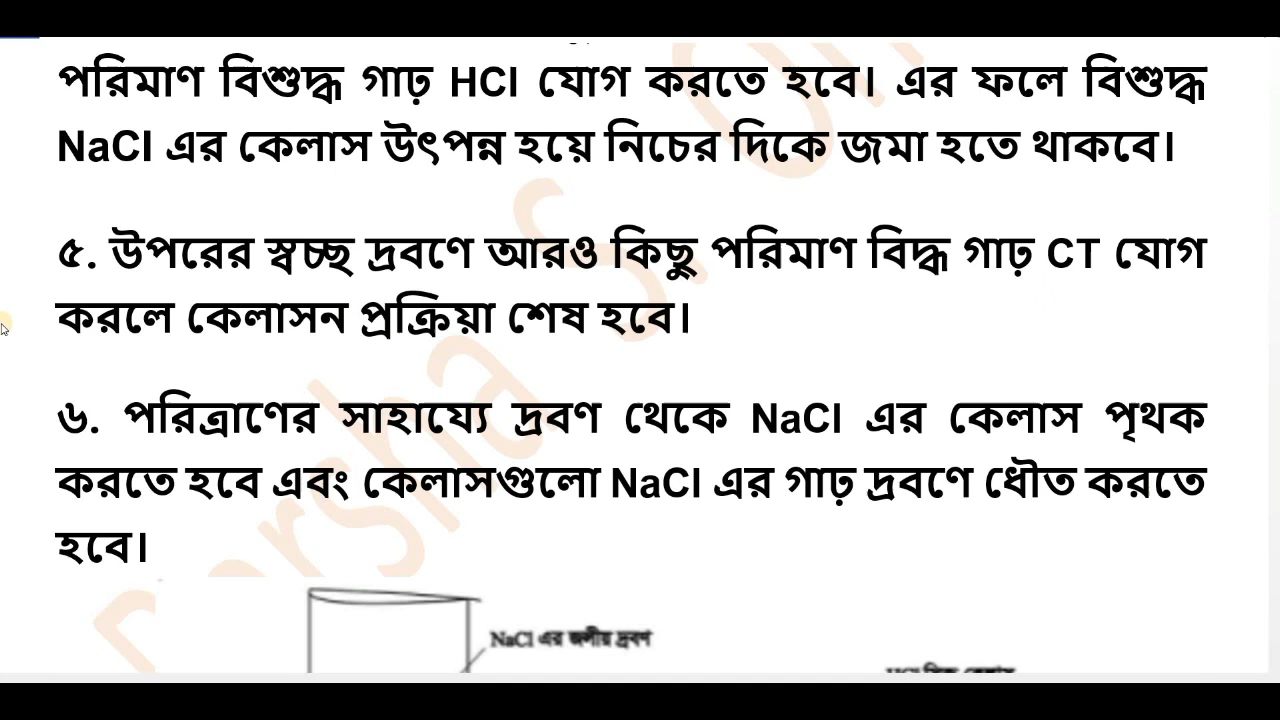 পরিমাণ বিশুদ্ধ গাঢ় HCl যোগ করতে হবে। এর ফলে বিশুদ্ধ
NaCl এর কেলাস উৎপন্ন হয়ে নিচের দিকে জমা হতে থাকবে।
৫. উপরের স্বচ্ছ দ্রবণে আরও কিছু পরিমাণ বিদ্ধ গাঢ় CT যোগ
করলে কেলাসন প্রক্রিয়া শেষ হবে।
৬. পরিত্রাণের সাহায্যে দ্রবণ থেকে NaCl এর কেলাস পৃথক
করতে হবে এবং কেলাসগুলো NaCl এর গাঢ় দ্রবণে ধৌত করতে
হবে।
NaCl এর জলীয় দ্রবণ